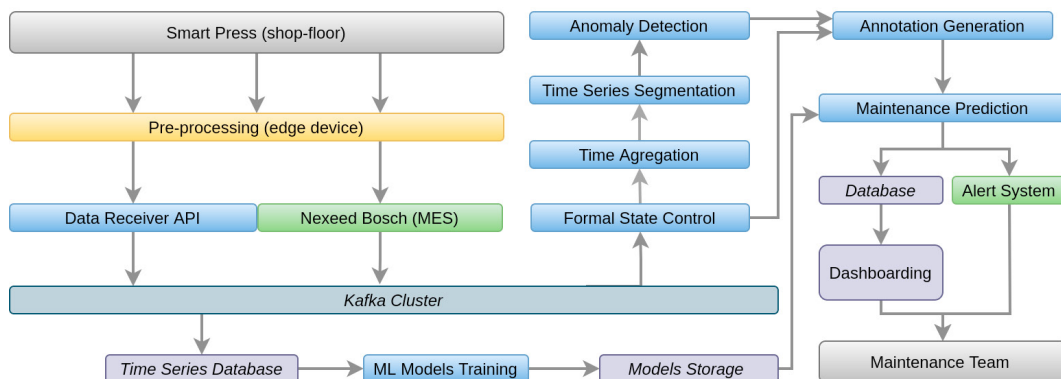 Smart Press (shop-floor)
Pre-processing (edge device)
Data Receiver API
Nexeed Bosch (MES)
Kafka Cluster
Time Series Database
ML Models Training
Models Storage
Anomaly Detection
Time Series Segmentation
Time Agregation
Formal State Control
Annotation Generation
Maintenance Prediction
Database
Alert System
Dashboarding
Maintenance Team